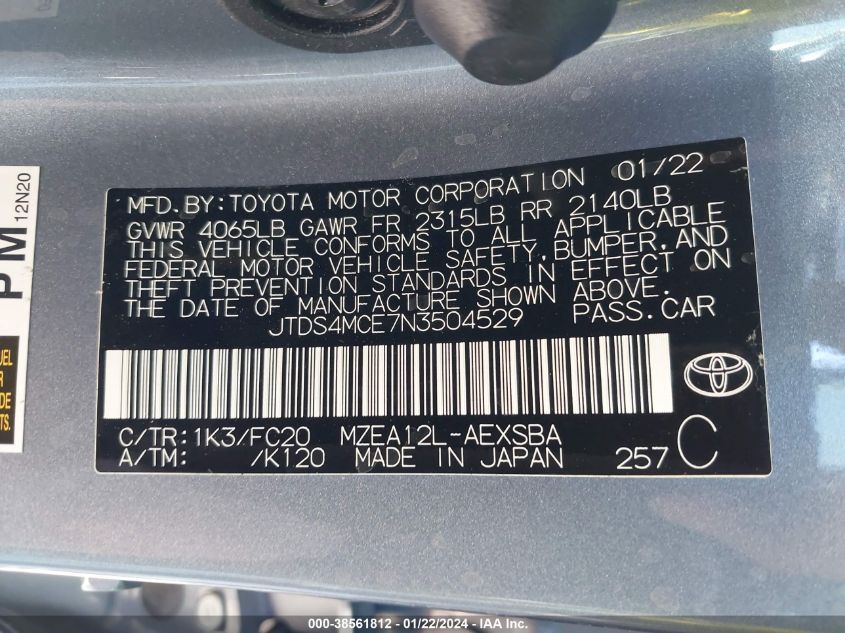 MFD.BY:TOYOTA MOTOR CORPORATION 01/22
GVWR 4065LB GAWR FR 2315LB RR 2140LB
THIS VEHICLE CONFORMS TO ALL APPLICABLE
FEDERAL MOTOR VEHICLE SAFETY,BUMPER,AND
THEFT PREVENTION STANDARDS IN EFFECT ON
THE DATE OF MANUFACTURE SHOWN ABOVE.
JTDS4MCE7N3504529 PASS.CAR
C/TR:1K3/FC20 MZEA12L-AEXSBA
A/TM: /K120 MADE IN JAPAN 257 C
PM
12N20
UEL
R
DE
TS.
000-38561812 - 01/22/2024 - IAA Inc.